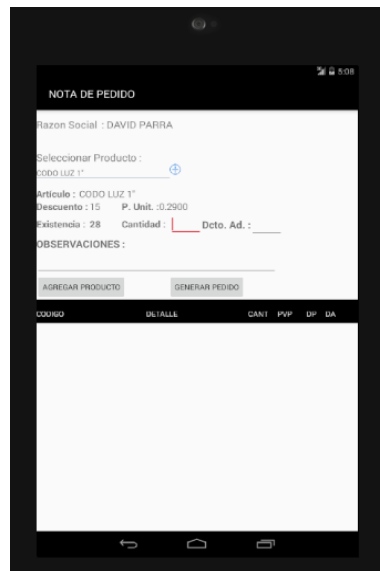 5:08
NOTA DE PEDIDO
Razon Social : DAVID PARRA
Seleccionar Producto :
CODO LUZ 1"
Artículo : CODO LUZ 1"
Descuento : 15 P. Unit. :0.2900
Existencia : 28 Cantidad : Dcto. Ad. :
OBSERVACIONES :
AGREGAR PRODUCTO GENERAR PEDIDO
CODIGO DETALLE CANT PVP DP DA